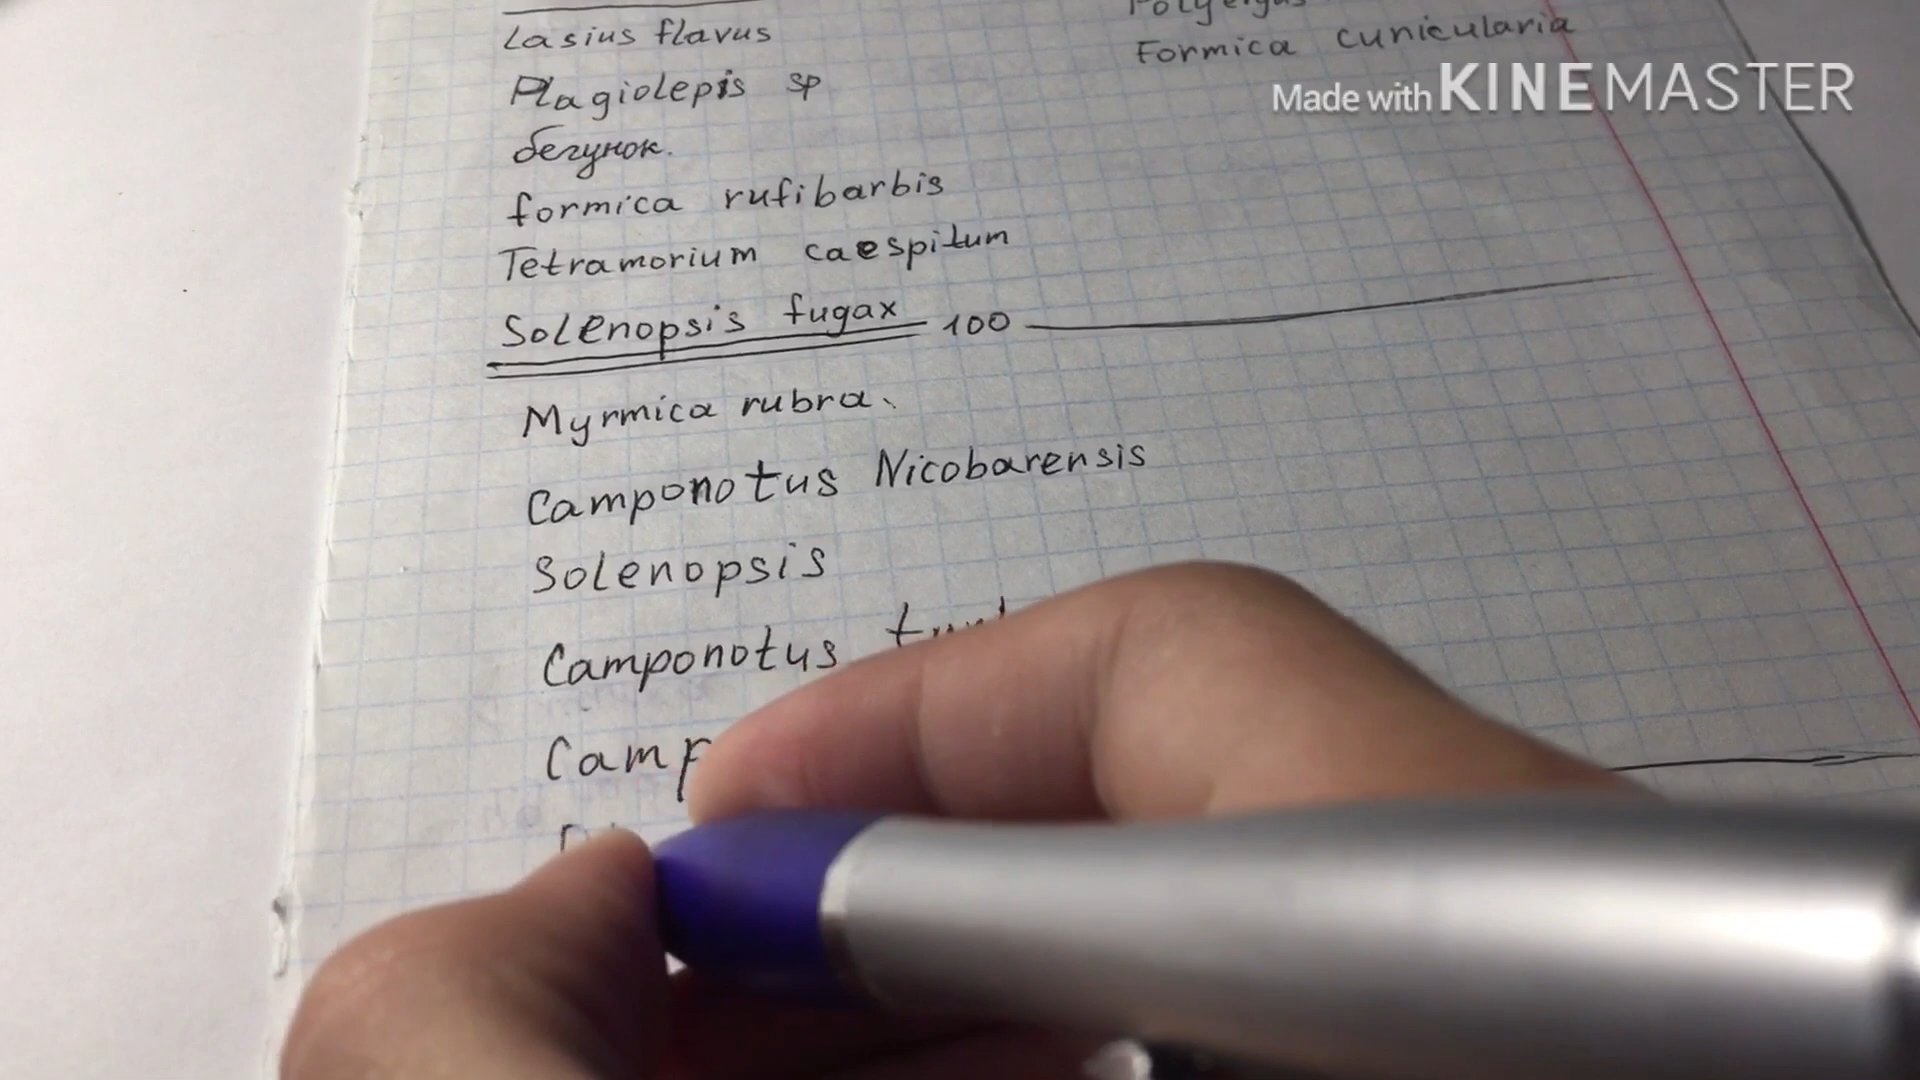 Lasius flavus
Plagiolepis sp
бегунок.
formica rufibarbis
Tetramorium caespitum
Solenopsis fugax 100
Myrmica rubra.
Camponotus Nicobarensis
Solenopsis
Camponotus
Polyergus
Formica cunicularia
Made with KINEMASTER